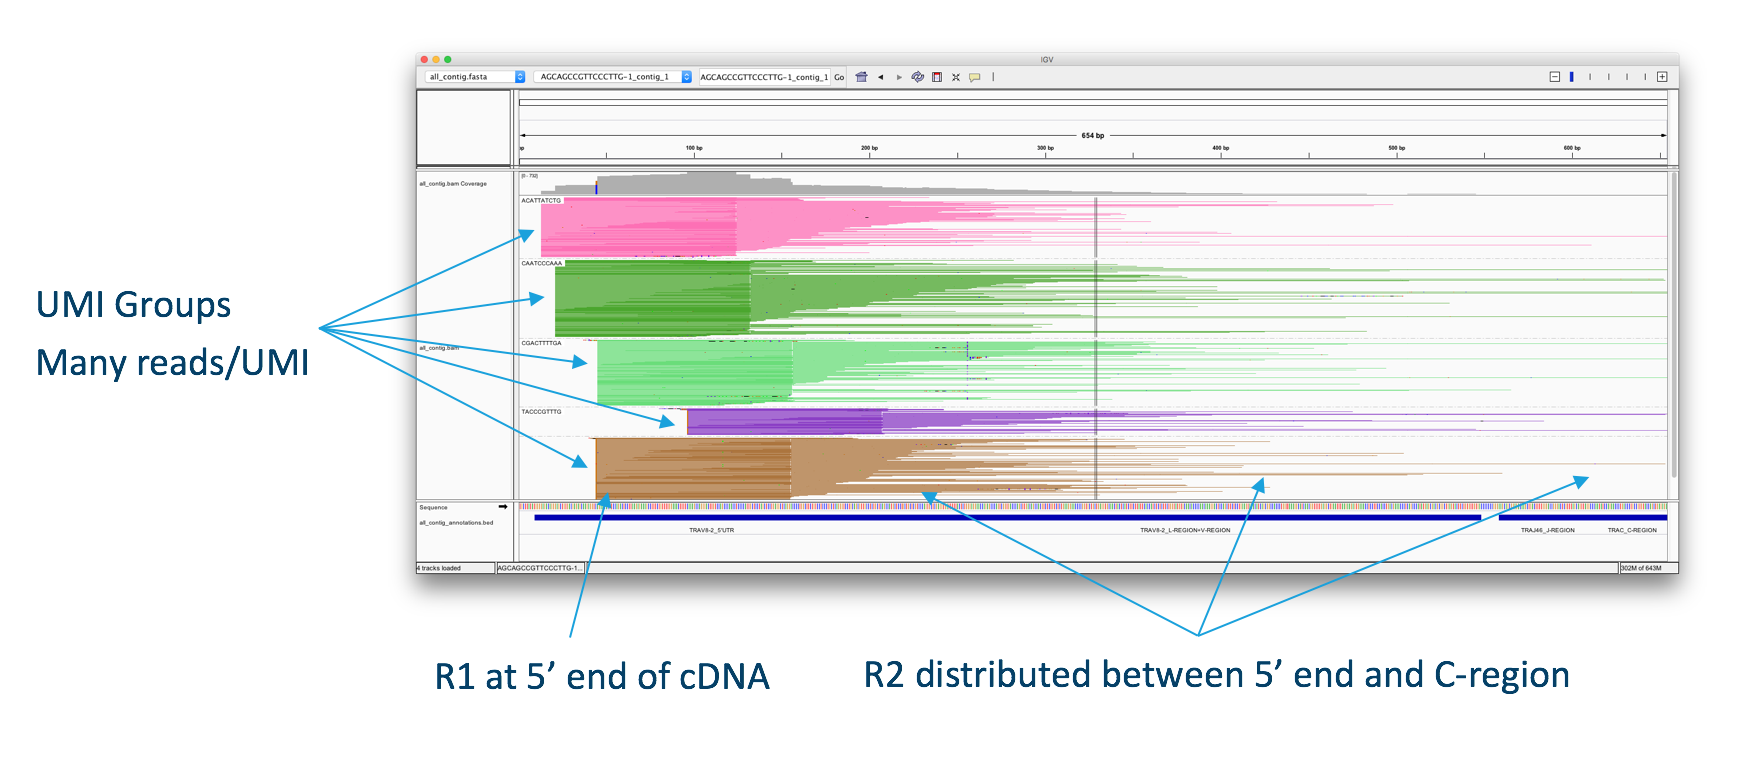 IGV
all_contig.fasta
AGCAGCCGTTCCCTTG-1_contig_1
AGCAGCCGTTCCCTTG-1_contig_1
Go
654 bp
100 bp
200 bp
300 bp
400 bp
500 bp
600 bp
all_contig.bam Coverage
[0 - 732]
ACATTATCTG
CAATCCCAAA
UMI Groups
Many reads/UMI
all_contig.bam
CGACTTTTGA
TACCCGTTTG
Sequence
all_contig_annotations.bed
TRAV8-2_5'UTR
TRAV8-2_L-REGION+V-REGION
TRAJ46_J-REGION
TRAC_C-REGION
4 tracks loaded
AGCAGCCGTTCCCTTG-1...
302M of 643M
R1 at 5’ end of cDNA
R2 distributed between 5’ end and C-region